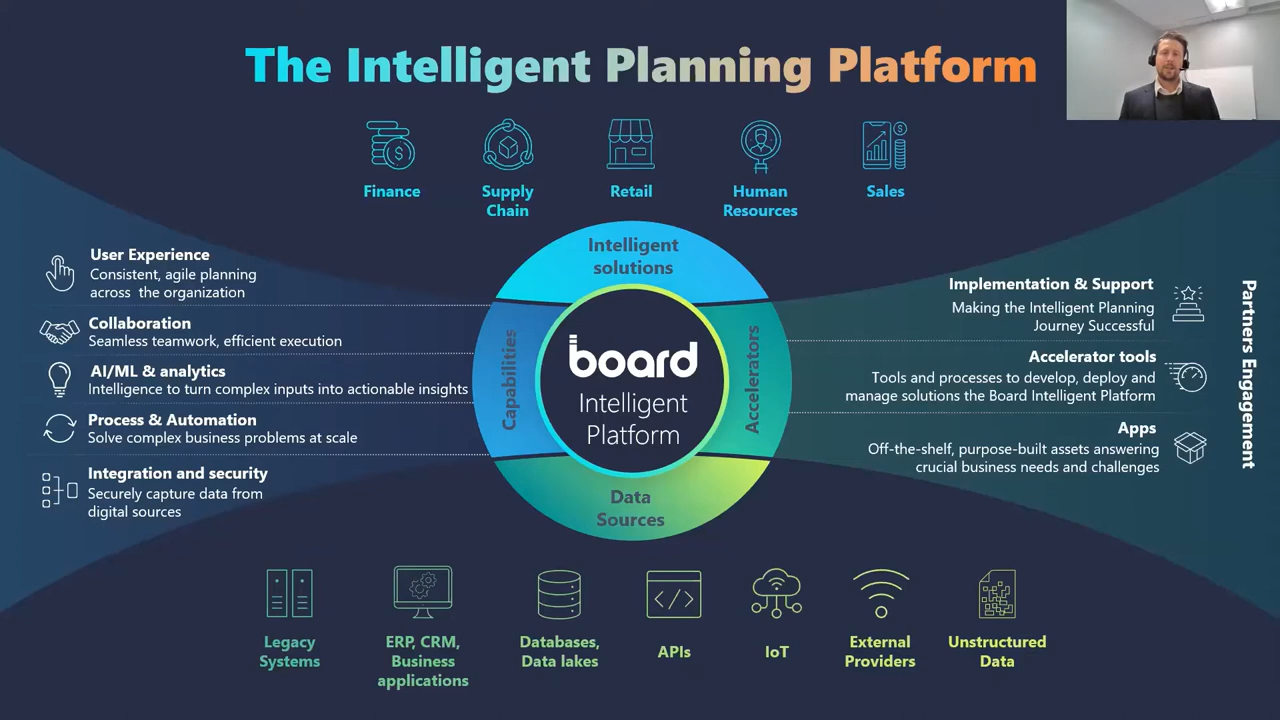 The Intelligent Planning Platform
Finance
Supply
Chain
Retail
Human
Resources
Sales
User Experience
Consistent, agile planning
across the organization
Collaboration
Seamless teamwork, efficient execution
AI/ML & analytics
Intelligence to turn complex inputs into actionable insights
Process & Automation
Solve complex business problems at scale
Integration and security
Securely capture data from
digital sources
Intelligent
solutions
Capabilities
board
Intelligent
Platform
Accelerators
Data
Sources
Implementation & Support
Making the Intelligent Planning
Journey Successful
Accelerator tools
Tools and processes to develop, deploy and
manage solutions the Board Intelligent Platform
Apps
Off-the-shelf, purpose-built assets answering
crucial business needs and challenges
Partners Engagement
Legacy
Systems
ERP, CRM,
Business
applications
Databases,
Data lakes
APIs
IoT
External
Providers
Unstructured
Data